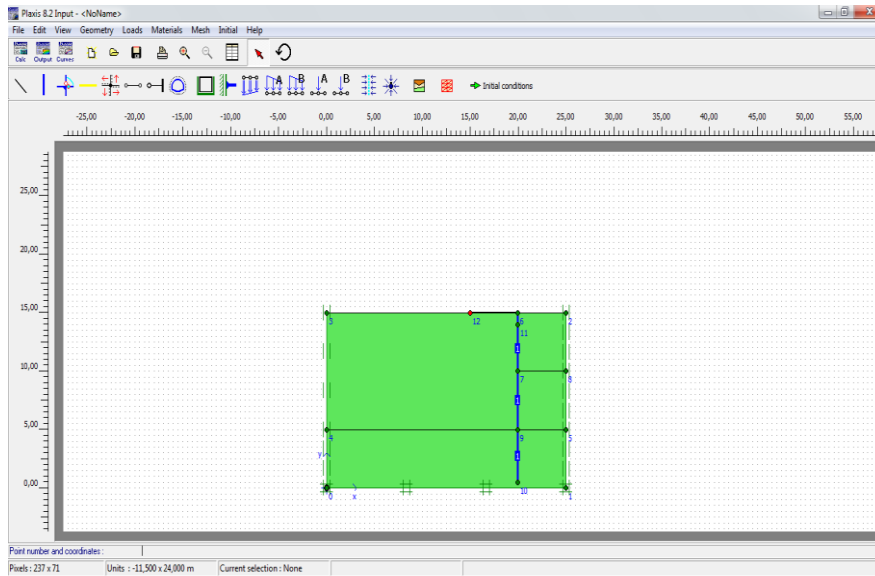 Plaxis 8.2 Input - <NoName>
File Edit View Geometry Loads Materials Mesh Initial Help
Calc Output Curves
A B A B Initial conditions
-25,00 -20,00 -15,00 -10,00 -5,00 0,00 5,00 10,00 15,00 20,00 25,00 30,00 35,00 40,00 45,00 50,00 55,00
25,00
20,00
15,00
3 12 6 2
11
1
10,00
7 8
1
5,00
4 9 5
y
1
0,00
0 x 10 1
Point number and coordinates :
Pixels : 237 x 71 Units : -11,500 x 24,000 m Current selection : None